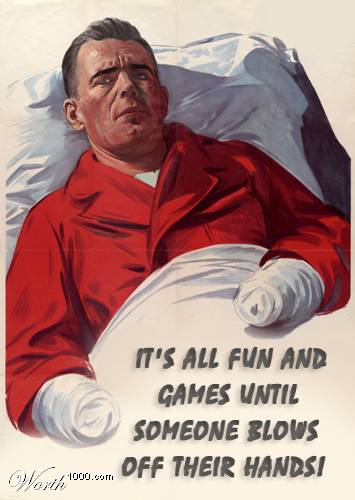 IT'S ALL FUN AND
GAMES UNTIL
SOMEONE BLOWS
OFF THEIR HANDS!
Worth1000.com